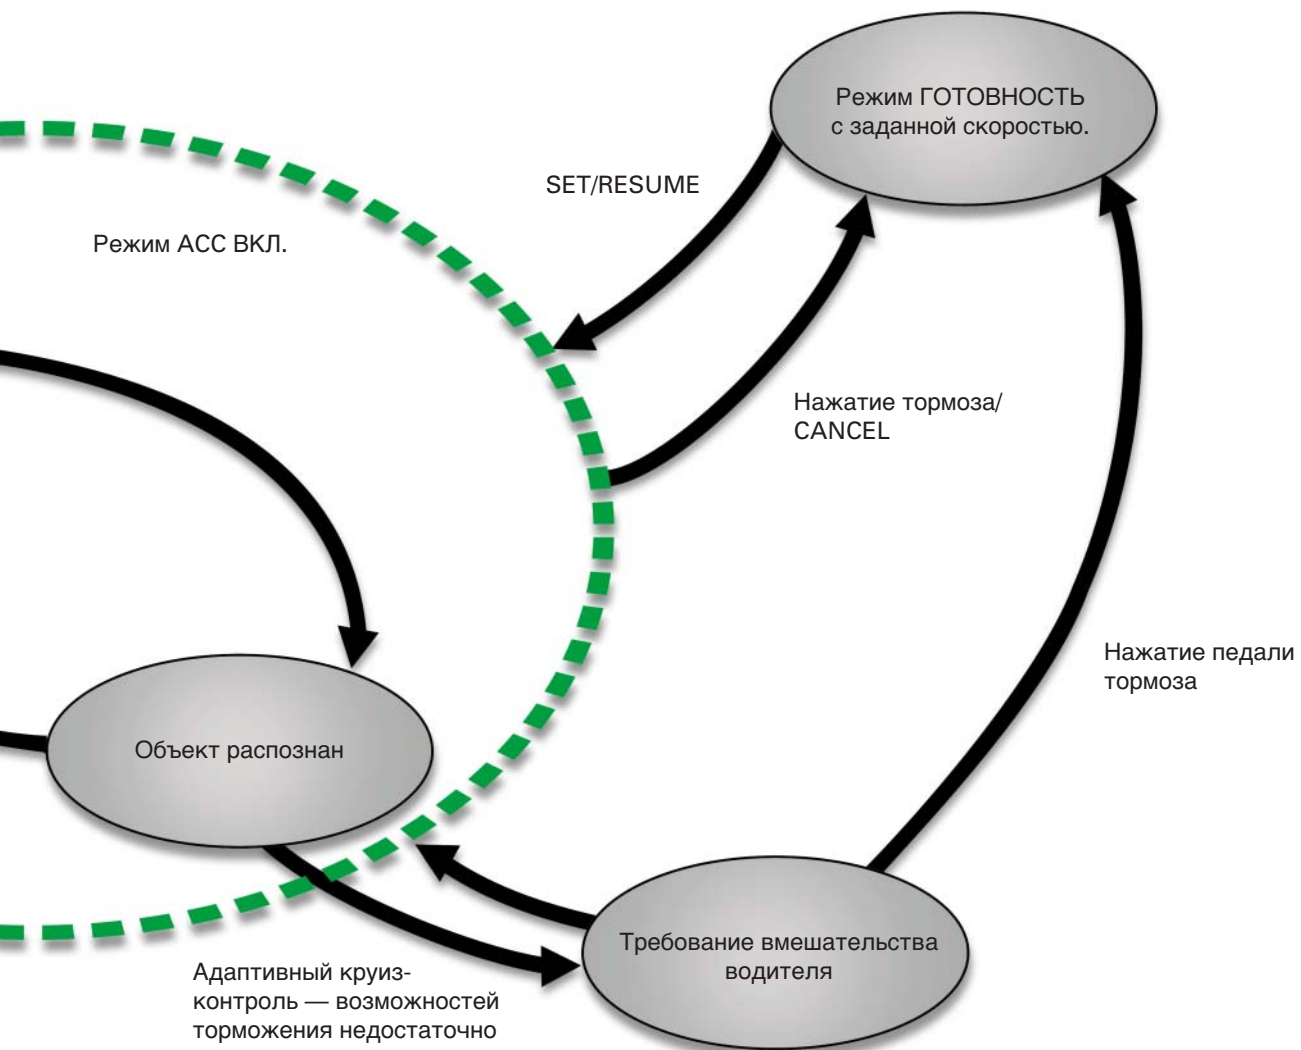 Режим ГОТОВНОСТЬ
с заданной скоростью.
SET/RESUME
Режим ACC ВКЛ.
Нажатие тормоза/
CANCEL
Нажатие педали
тормоза
Объект распознан
Требование вмешательства
водителя
Адаптивный круиз-
контроль — возможностей
торможения недостаточно